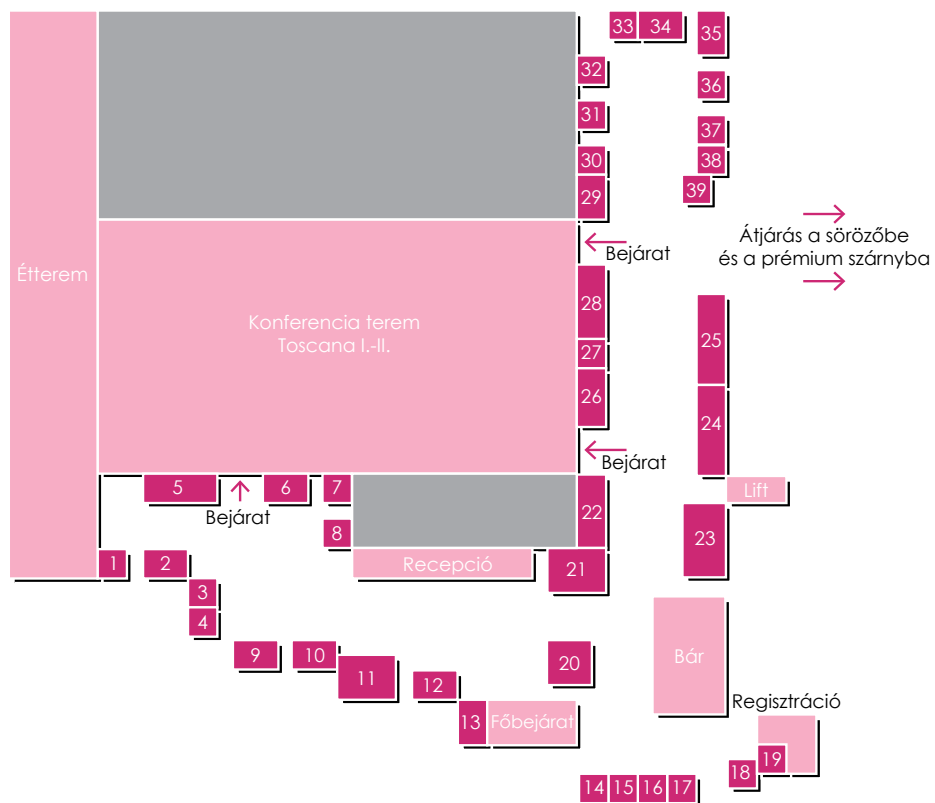 33 34 35
32
36
31
37
30 38
29 39
Átjárás a sörözőbe
és a prémium szárnyba
Bejárat
Étterem
28
Konferencia terem
Toscana I.-II.
25
27
26
24
Bejárat
5 6 7
Lift
Bejárat
22
8
23
1 2 Recepció 21
3
4
9 10
20
Bár
11
12
Regisztráció
13 Főbejárat
19
18
14 15 16 17